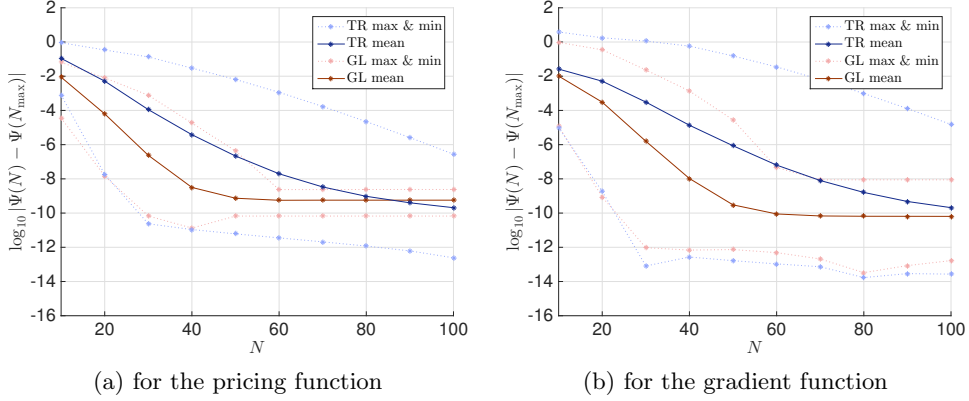 2
0
-2
-4
-6
-8
-10
-12
-14
-16
20
40
60
80
100
N
log₁₀ |Ψ(N) − Ψ(N_max)|
TR max & min
TR mean
GL max & min
GL mean
(a) for the pricing function
2
0
-2
-4
-6
-8
-10
-12
-14
-16
20
40
60
80
100
N
log₁₀ |Ψ(N) − Ψ(N_max)|
TR max & min
TR mean
GL max & min
GL mean
(b) for the gradient function